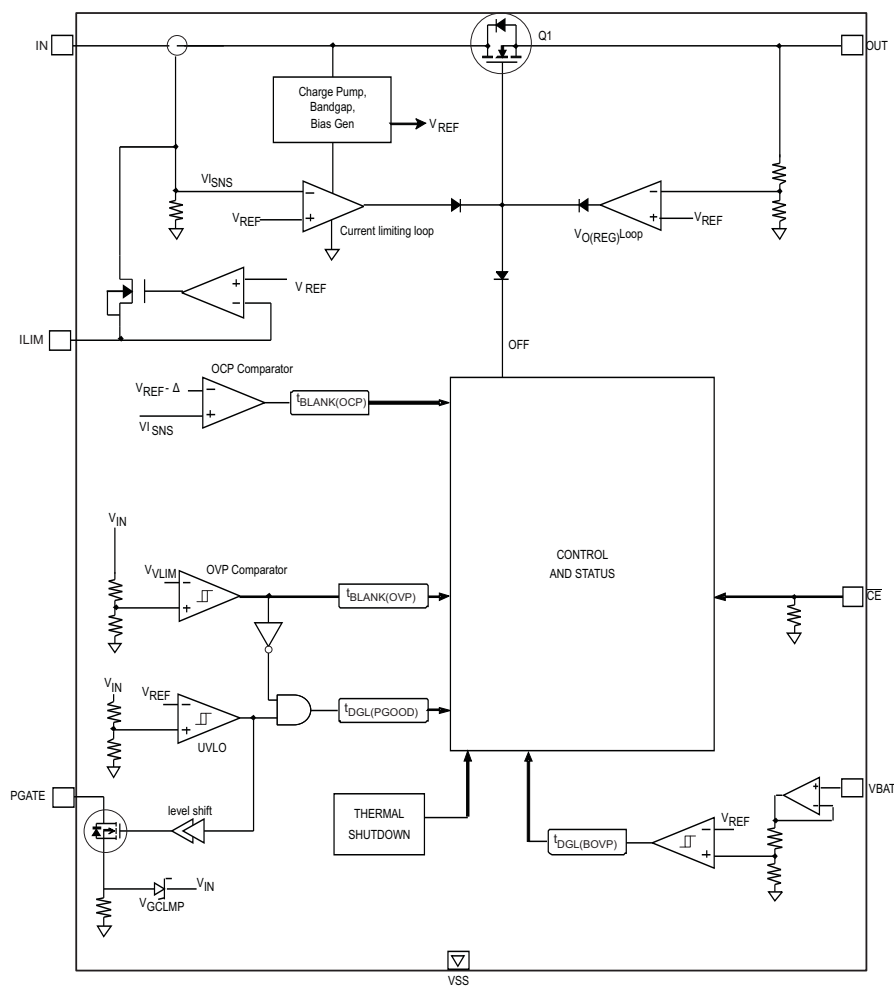 IN
Q1
OUT
Charge Pump,
Bandgap,
Bias Gen
VREF
VISNS
VREF
Current limiting loop
VO(REG) Loop
VREF
VREF
ILIM
OFF
OCP Comparator
VREF- Δ
tBLANK(OCP)
VISNS
VIN
CONTROL
AND STATUS
VVLIM
OVP Comparator
tBLANK(OVP)
CE
VIN
VREF
tDGL(PGOOD)
UVLO
PGATE
level shift
THERMAL
SHUTDOWN
VBAT
VREF
tDGL(BOVP)
VIN
VGCLMP
VSS